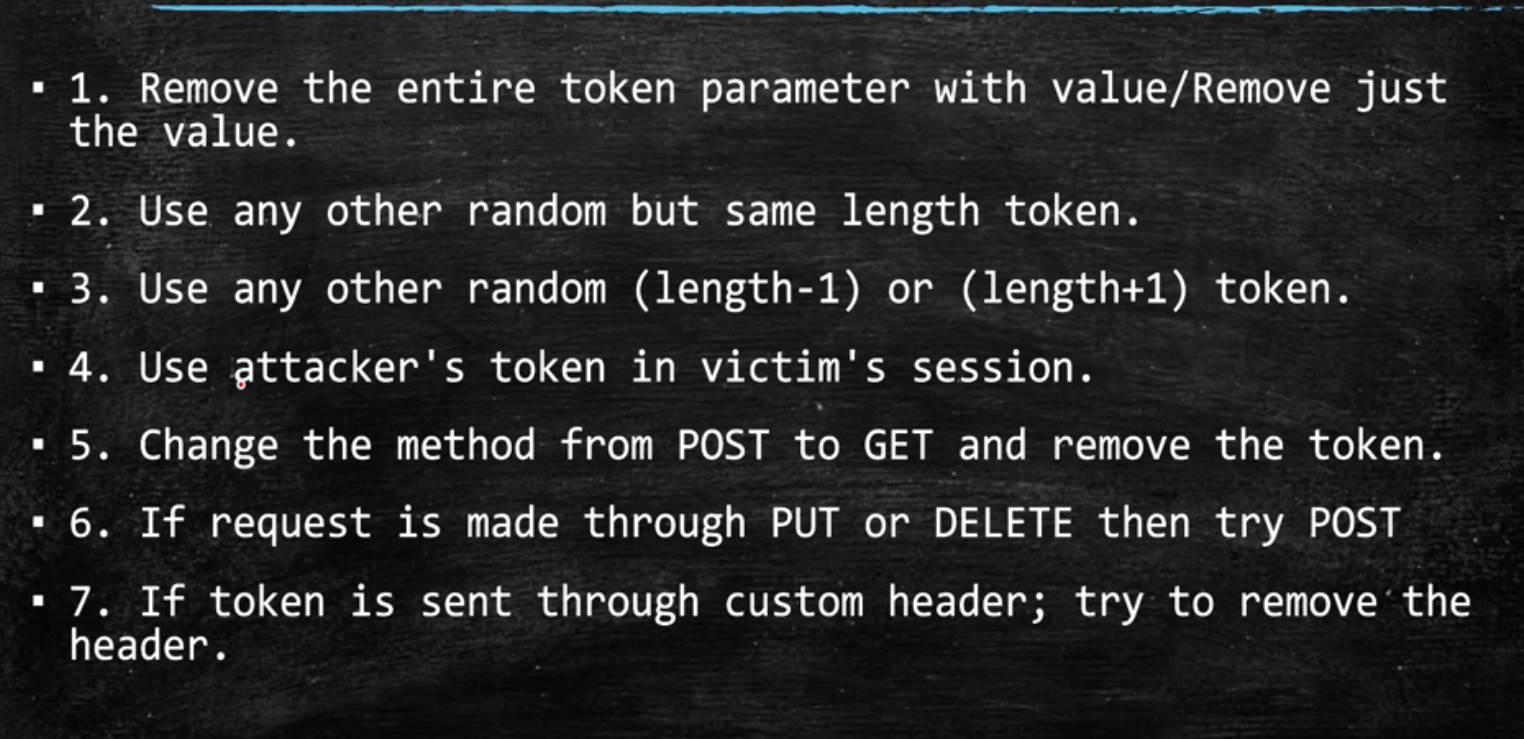 ▪ 1. Remove the entire token parameter with value/Remove just
the value.
▪ 2. Use any other random but same length token.
▪ 3. Use any other random (length-1) or (length+1) token.
▪ 4. Use attacker's token in victim's session.
▪ 5. Change the method from POST to GET and remove the token.
▪ 6. If request is made through PUT or DELETE then try POST
▪ 7. If token is sent through custom header; try to remove the
header.